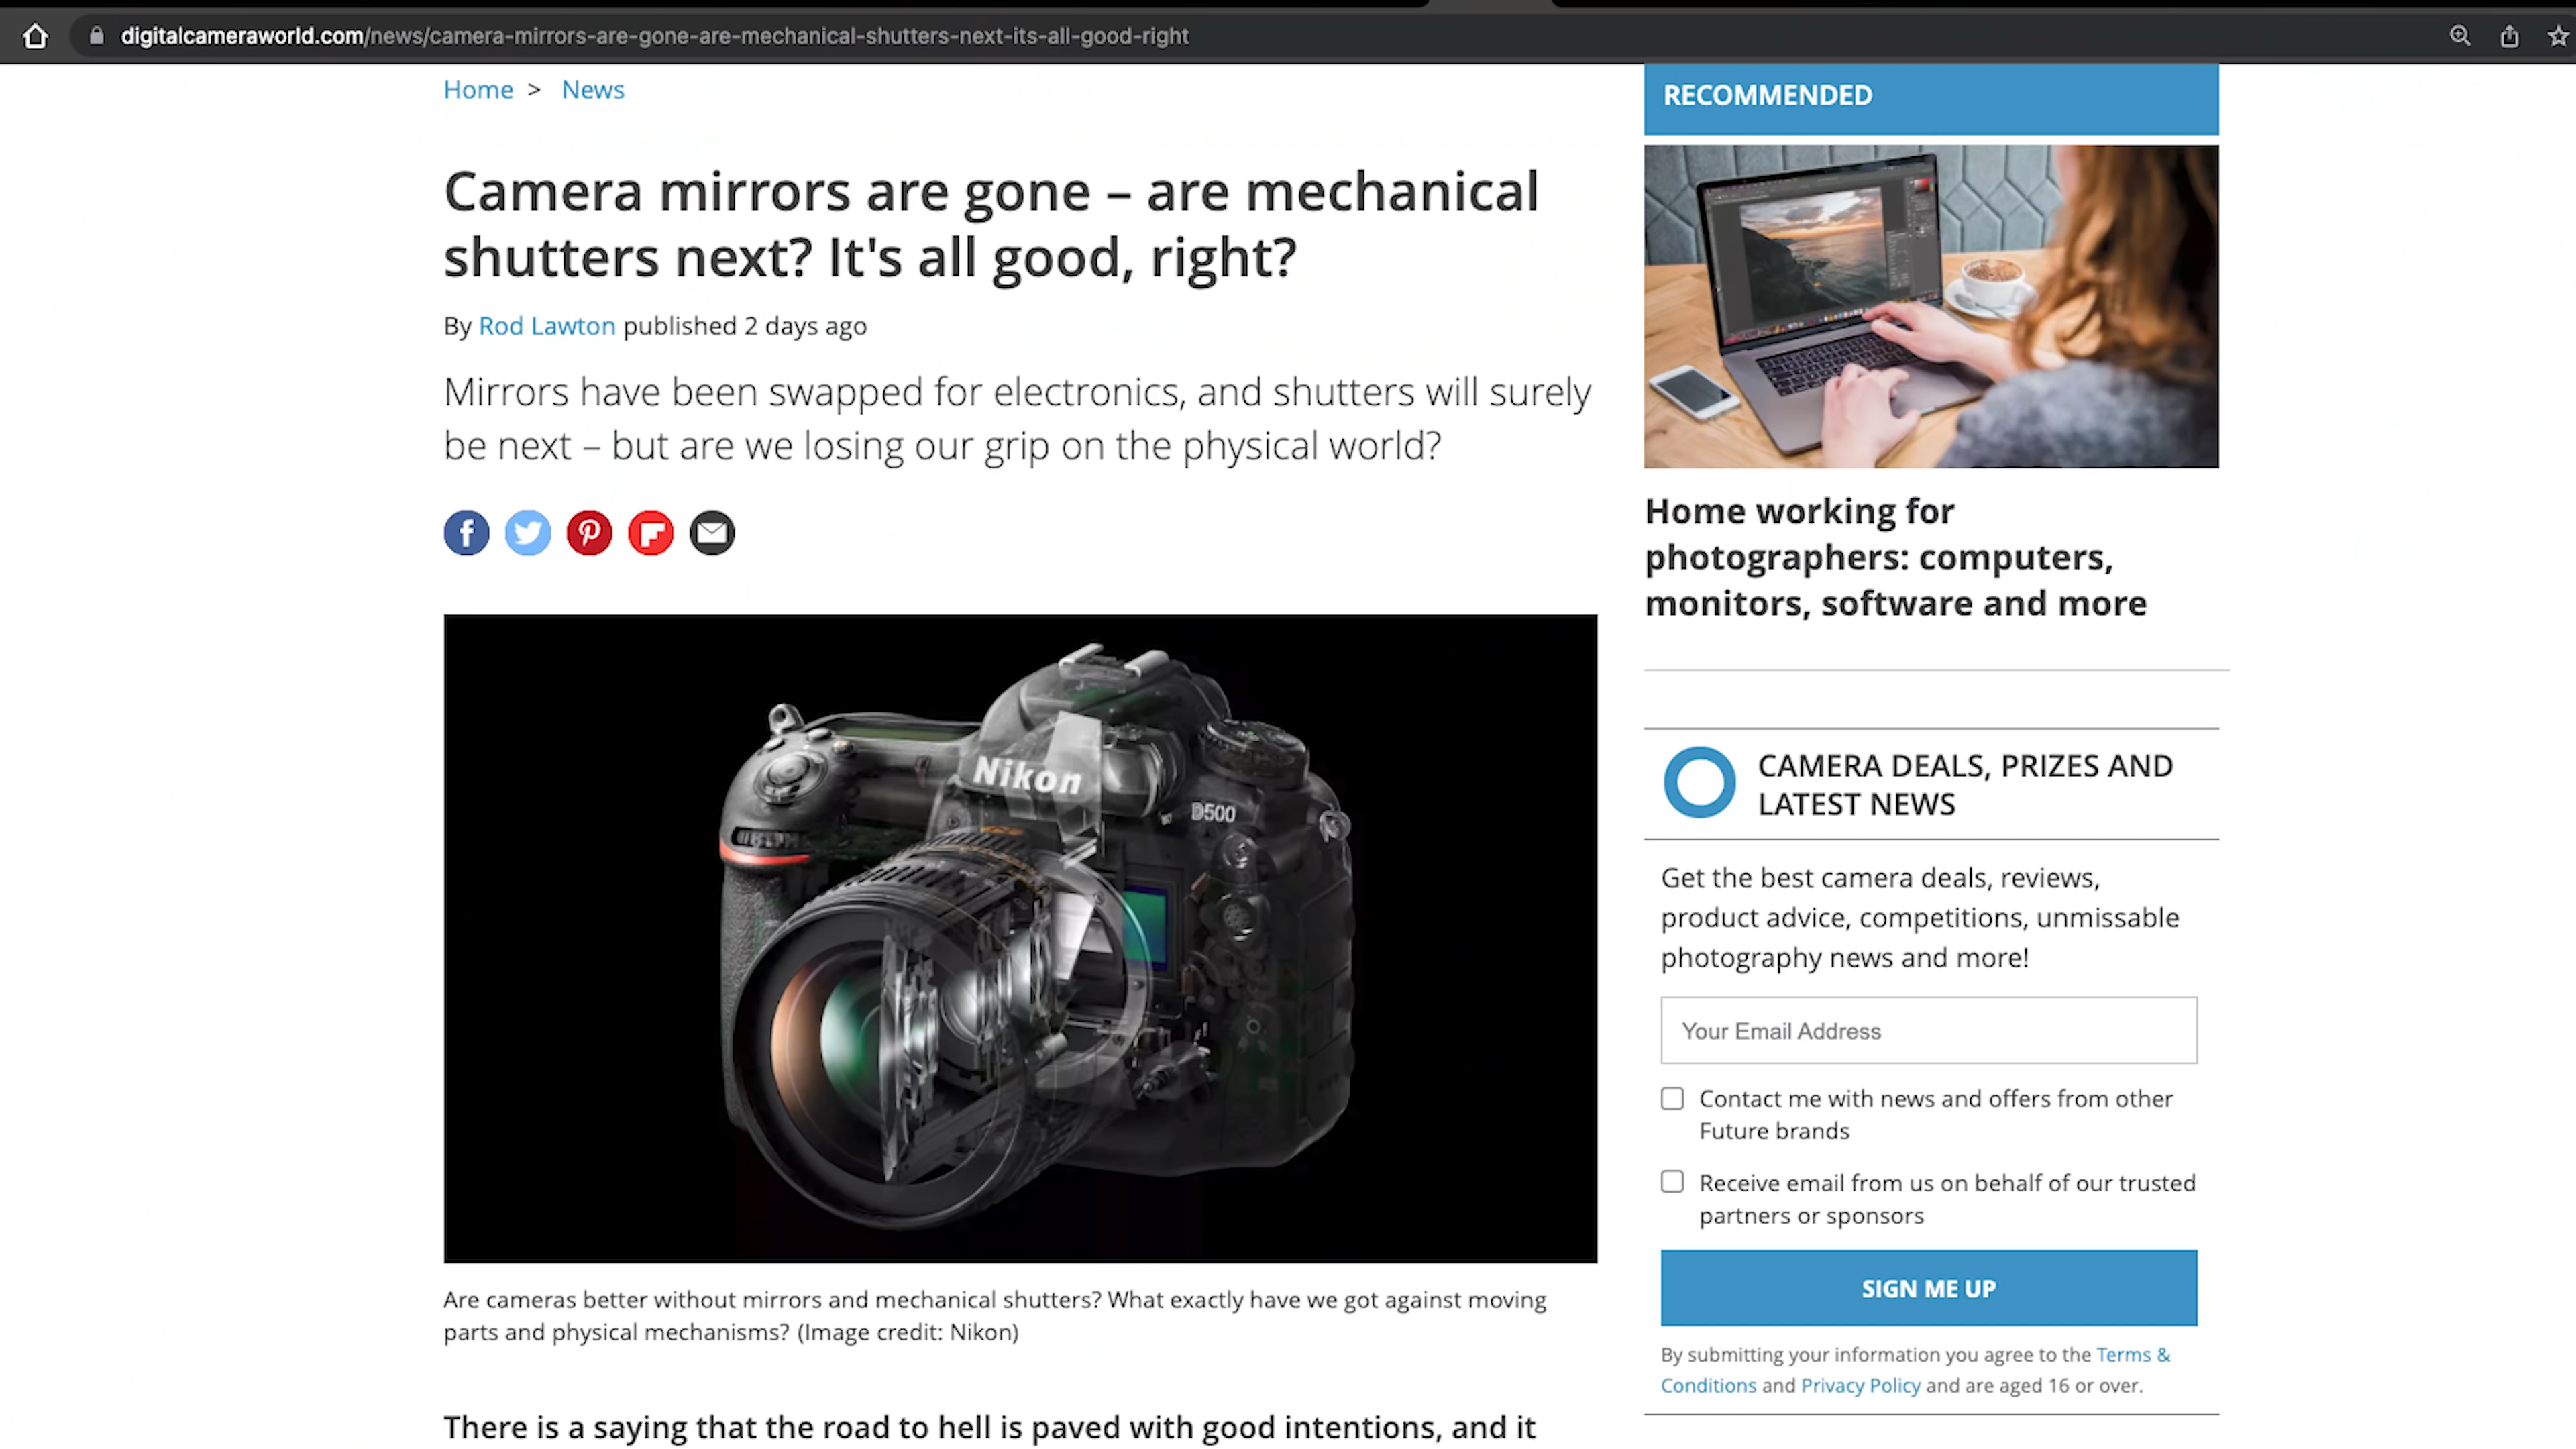 digitalcameraworld.com/news/camera-mirrors-are-gone-are-mechanical-shutters-next-its-all-good-right
Home > News
Camera mirrors are gone – are mechanical
shutters next? It's all good, right?
By Rod Lawton published 2 days ago
Mirrors have been swapped for electronics, and shutters will surely
be next – but are we losing our grip on the physical world?
Nikon
D500
Are cameras better without mirrors and mechanical shutters? What exactly have we got against moving
parts and physical mechanisms? (Image credit: Nikon)
There is a saying that the road to hell is paved with good intentions, and it
RECOMMENDED
Home working for
photographers: computers,
monitors, software and more
CAMERA DEALS, PRIZES AND
LATEST NEWS
Get the best camera deals, reviews,
product advice, competitions, unmissable
photography news and more!
Your Email Address
Contact me with news and offers from other
Future brands
Receive email from us on behalf of our trusted
partners or sponsors
SIGN ME UP
By submitting your information you agree to the Terms &
Conditions and Privacy Policy and are aged 16 or over.